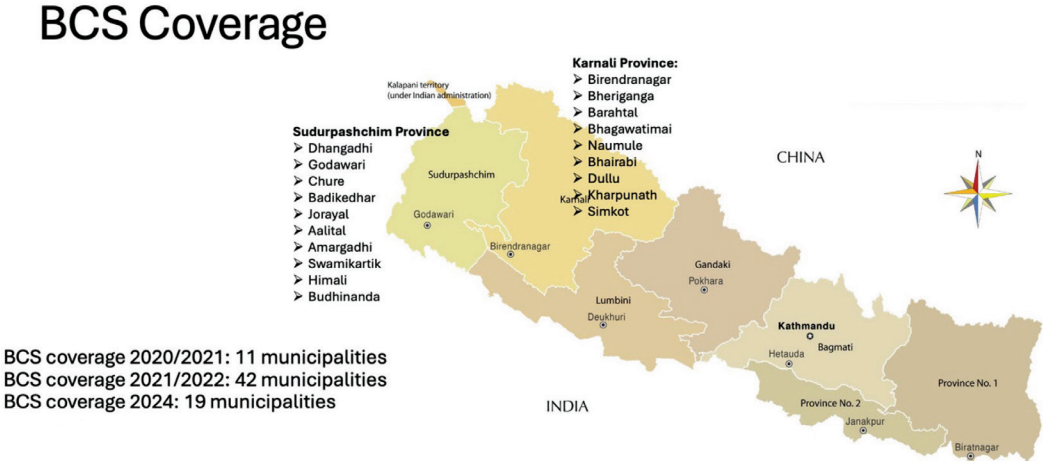 BCS Coverage
Kalapani territory
(under Indian administration)
Karnali Province:
➢ Birendranagar
➢ Bheriganga
➢ Barahtal
➢ Bhagawatimai
➢ Naumule
➢ Bhairabi
➢ Dullu
➢ Kharpunath
➢ Simkot
Sudurpashchim Province
➢ Dhangadhi
➢ Godawari
➢ Chure
➢ Badikedhar
➢ Jorayal
➢ Aalital
➢ Amargadhi
➢ Swamikartik
➢ Himali
➢ Budhinanda
CHINA
N
Sudurpashchim
Karnali
Godawari
Birendranagar
Gandaki
Pokhara
Lumbini
Deukhuri
Kathmandu
Bagmati
Hetauda
Province No. 1
Province No. 2
Janakpur
Biratnagar
INDIA
BCS coverage 2020/2021: 11 municipalities
BCS coverage 2021/2022: 42 municipalities
BCS coverage 2024: 19 municipalities